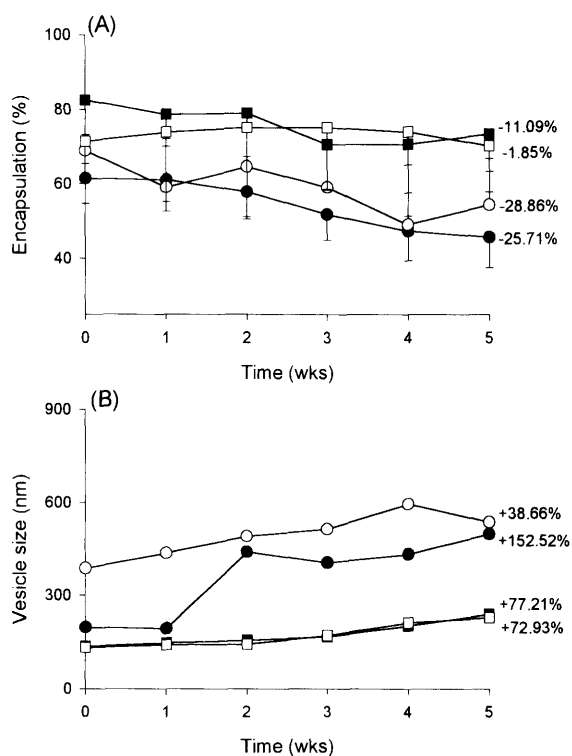 (A)
Encapsulation (%)
100
80
60
40
-11.09%
-1.85%
-28.86%
-25.71%
0 1 2 3 4 5
Time (wks)
(B)
Vesicle size (nm)
900
600
300
0
+38.66%
+152.52%
+77.21%
+72.93%
0 1 2 3 4 5
Time (wks)